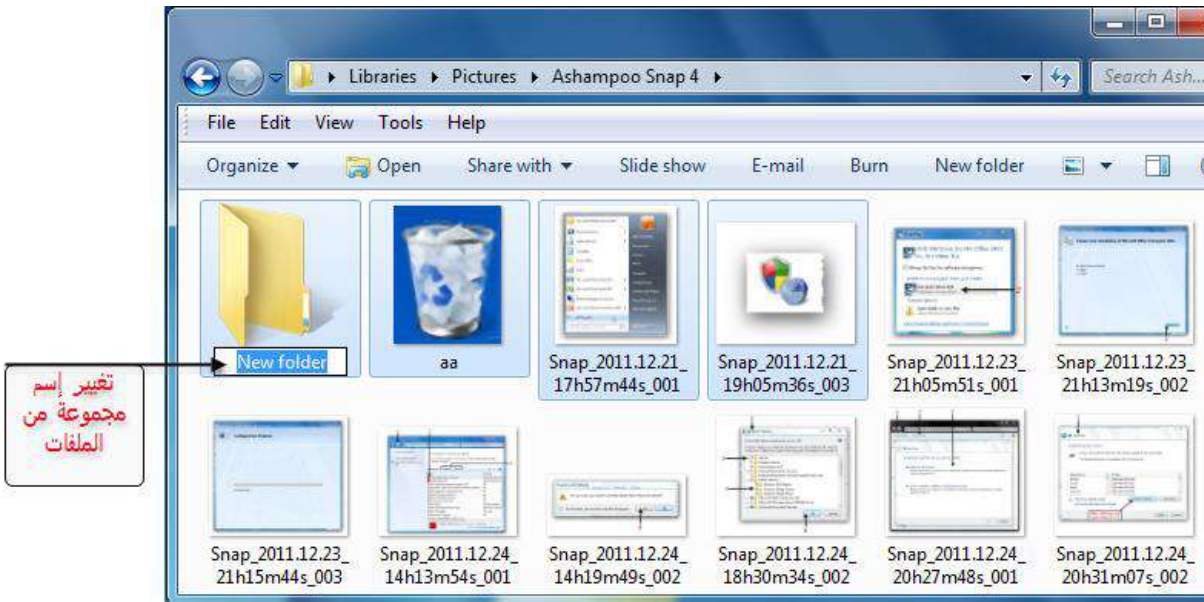 Libraries Pictures Ashampoo Snap 4
Search Ash...
File Edit View Tools Help
Organize Open Share with Slide show E-mail Burn New folder
New folder
aa
Snap_2011.12.21_
17h57m44s_001
Snap_2011.12.21_
19h05m36s_003
Snap_2011.12.23_
21h05m51s_001
Snap_2011.12.23_
21h13m19s_002
تغيير إسم
مجموعة من
الملفات
Snap_2011.12.23_
21h15m44s_003
Snap_2011.12.24_
14h13m54s_001
Snap_2011.12.24_
14h19m49s_002
Snap_2011.12.24_
18h30m34s_002
Snap_2011.12.24_
20h27m48s_001
Snap_2011.12.24_
20h31m07s_002